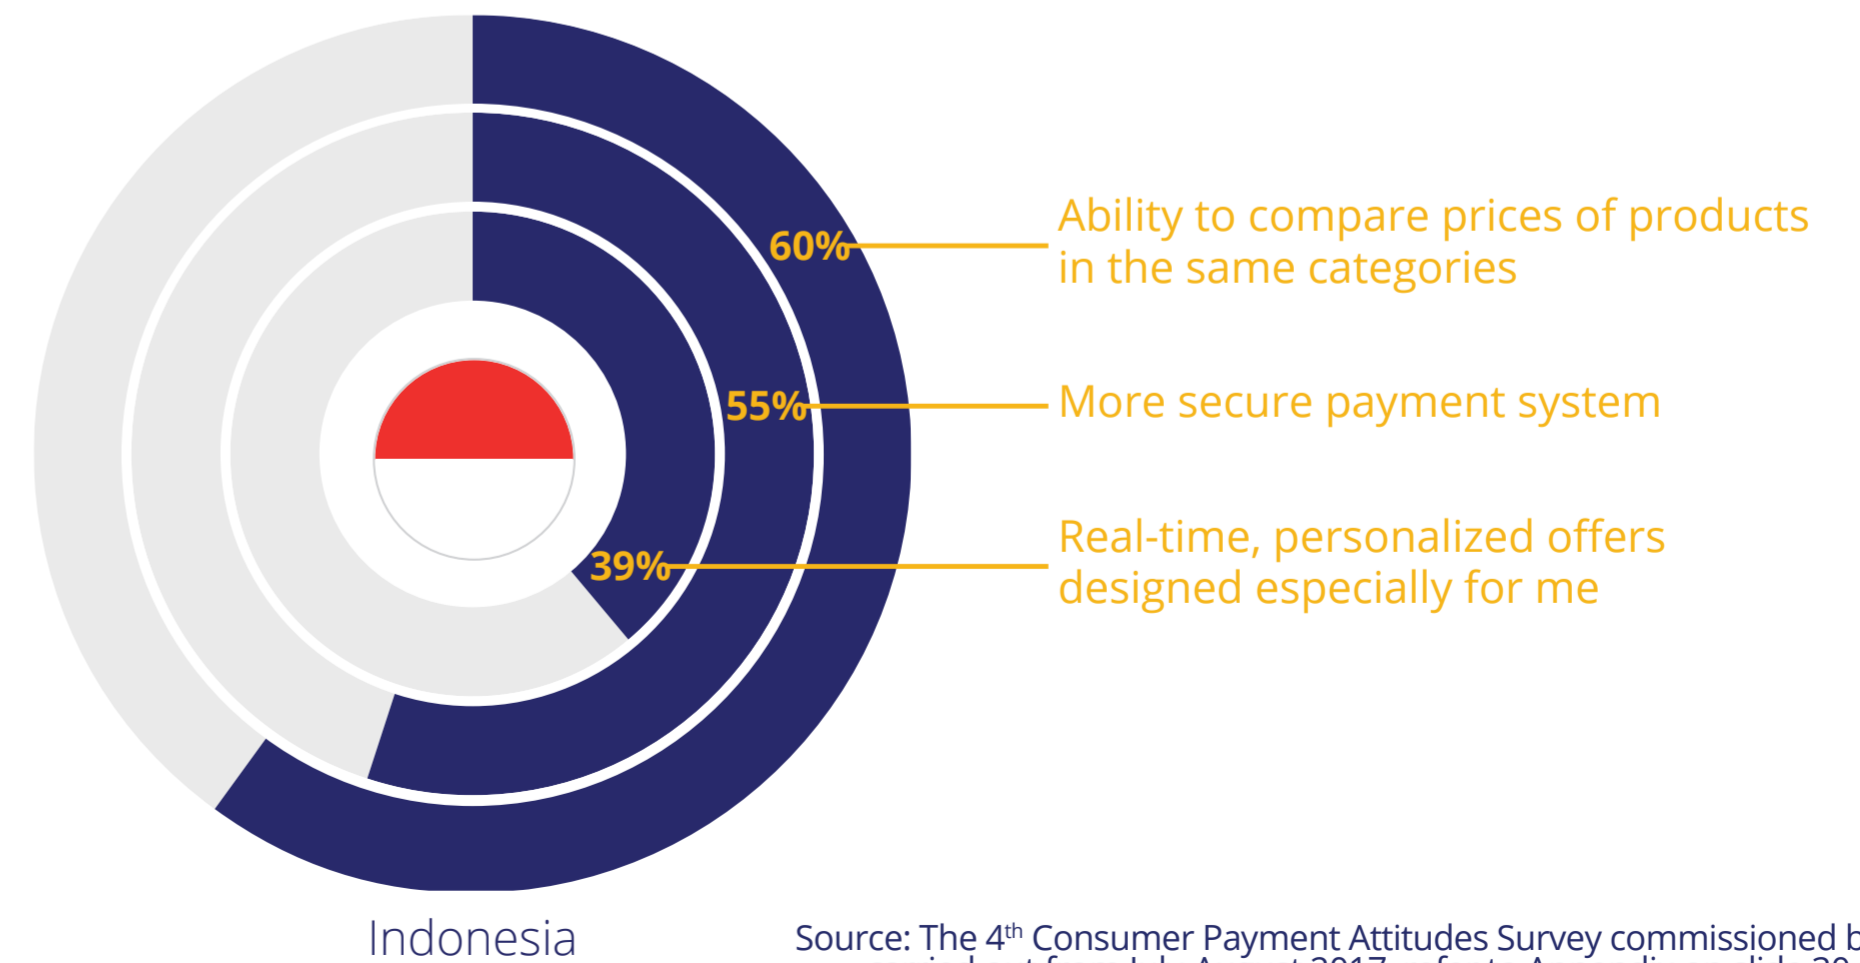 60%
Ability to compare prices of products
in the same categories
55%
More secure payment system
39%
Real-time, personalized offers
designed especially for me
Indonesia
Source: The 4th Consumer Payment Attitudes Survey commissioned